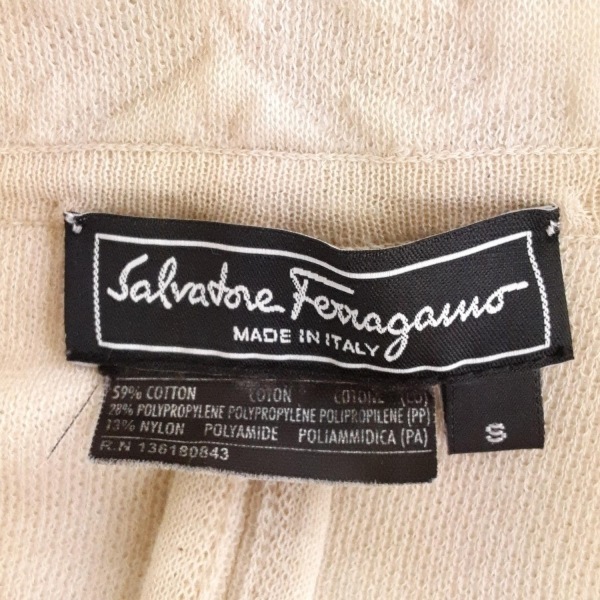 Salvatore Ferragamo
MADE IN ITALY
59% COTTON COTON COTONE (CO)
28% POLYPROPYLENE POLYPROPYLENE POLIPROPILENE (PP)
13% NYLON POLYAMIDE POLIAMMIDICA (PA)
R.N 136180843
S